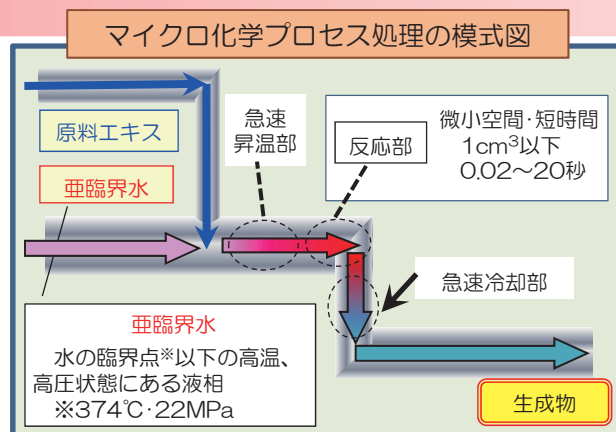 マイクロ化学プロセス処理の模式図
原料エキス
亜臨界水
急速
昇温部
反応部
微小空間･短時間
1cm³以下
0.02〜20秒
急速冷却部
亜臨界水
水の臨界点※以下の高温、
高圧状態にある液相
※374℃･22MPa
生成物